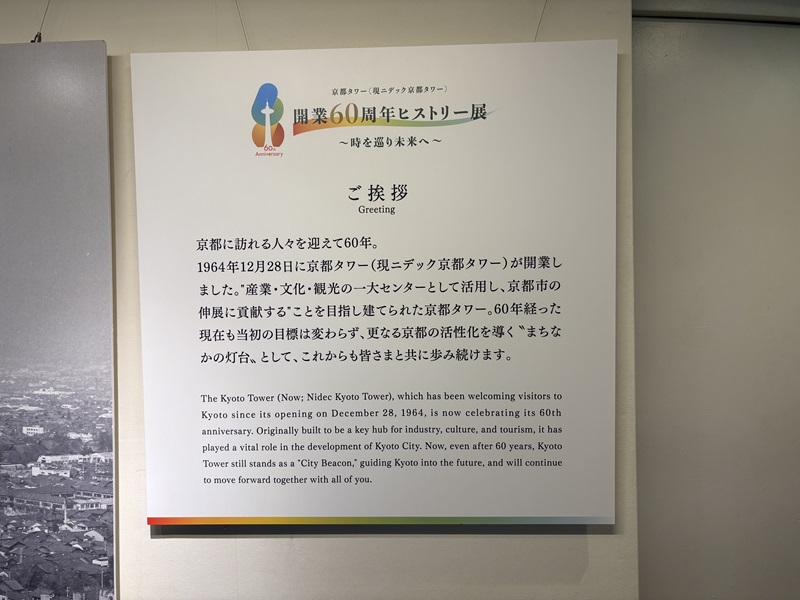 京都タワー(現ニデック京都タワー)
開業60周年ヒストリー展
～時を巡り未来へ～
60th
Anniversary
ご挨拶
Greeting
京都に訪れる人々を迎えて60年。
1964年12月28日に京都タワー(現ニデック京都タワー)が開業し
ました。"産業・文化・観光の一大センターとして活用し、京都市の
伸展に貢献する"ことを目指し建てられた京都タワー。60年経った
現在も当初の目標は変わらず、更なる京都の活性化を導く〝まちな
かの灯台〟として、これからも皆さまと共に歩み続けます。
The Kyoto Tower (Now; Nidec Kyoto Tower), which has been welcoming visitors to
Kyoto since its opening on December 28, 1964, is now celebrating its 60th
anniversary. Originally built to be a key hub for industry, culture, and tourism, it has
played a vital role in the development of Kyoto City. Now, even after 60 years, Kyoto
Tower still stands as a "City Beacon," guiding Kyoto into the future, and will continue
to move forward together with all of you.